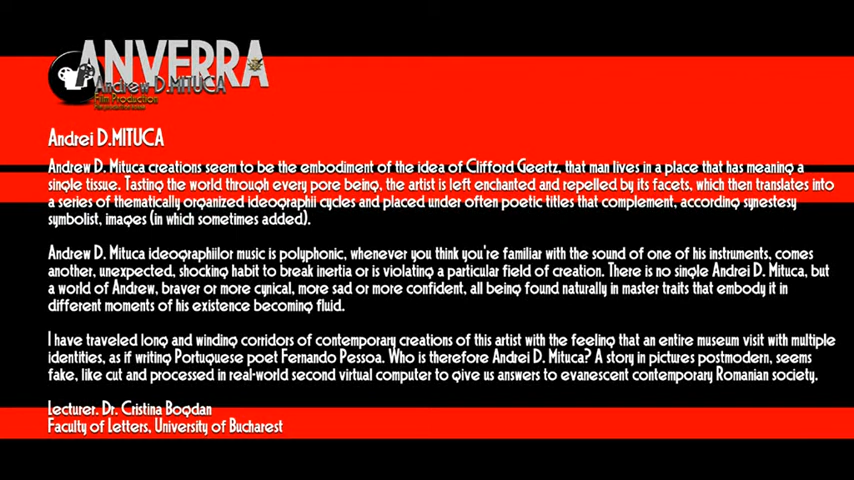 ANVERRA
Andrew D.MITUCA
Film Production
Andrei D.MITUCA
Andrew D. Mituca creations seem to be the embodiment of the idea of Clifford Geertz, that man lives in a place that has meaning a
single tissue. Tasting the world through every pore being, the artist is left enchanted and repelled by its facets, which then translates into
a series of thematically organized ideographii cycles and placed under often poetic titles that complement, according synestesy
symbolist, images (in which sometimes added).
Andrew D. Mituca ideographiilor music is polyphonic, whenever you think you're familiar with the sound of one of his instruments, comes
another, unexpected, shocking habit to break inertia or is violating a particular field of creation. There is no single Andrei D. Mituca, but
a world of Andrew, braver or more cynical, more sad or more confident, all being found naturally in master traits that embody it in
different moments of his existence becoming fluid.
I have traveled long and winding corridors of contemporary creations of this artist with the feeling that an entire museum visit with multiple
identities, as if writing Portuguese poet Fernando Pessoa. Who is therefore Andrei D. Mituca? A story in pictures postmodern, seems
fake, like cut and processed in real-world second virtual computer to give us answers to evanescent contemporary Romanian society.
Lecturer. Dr. Cristina Bogdan
Faculty of Letters, University of Bucharest